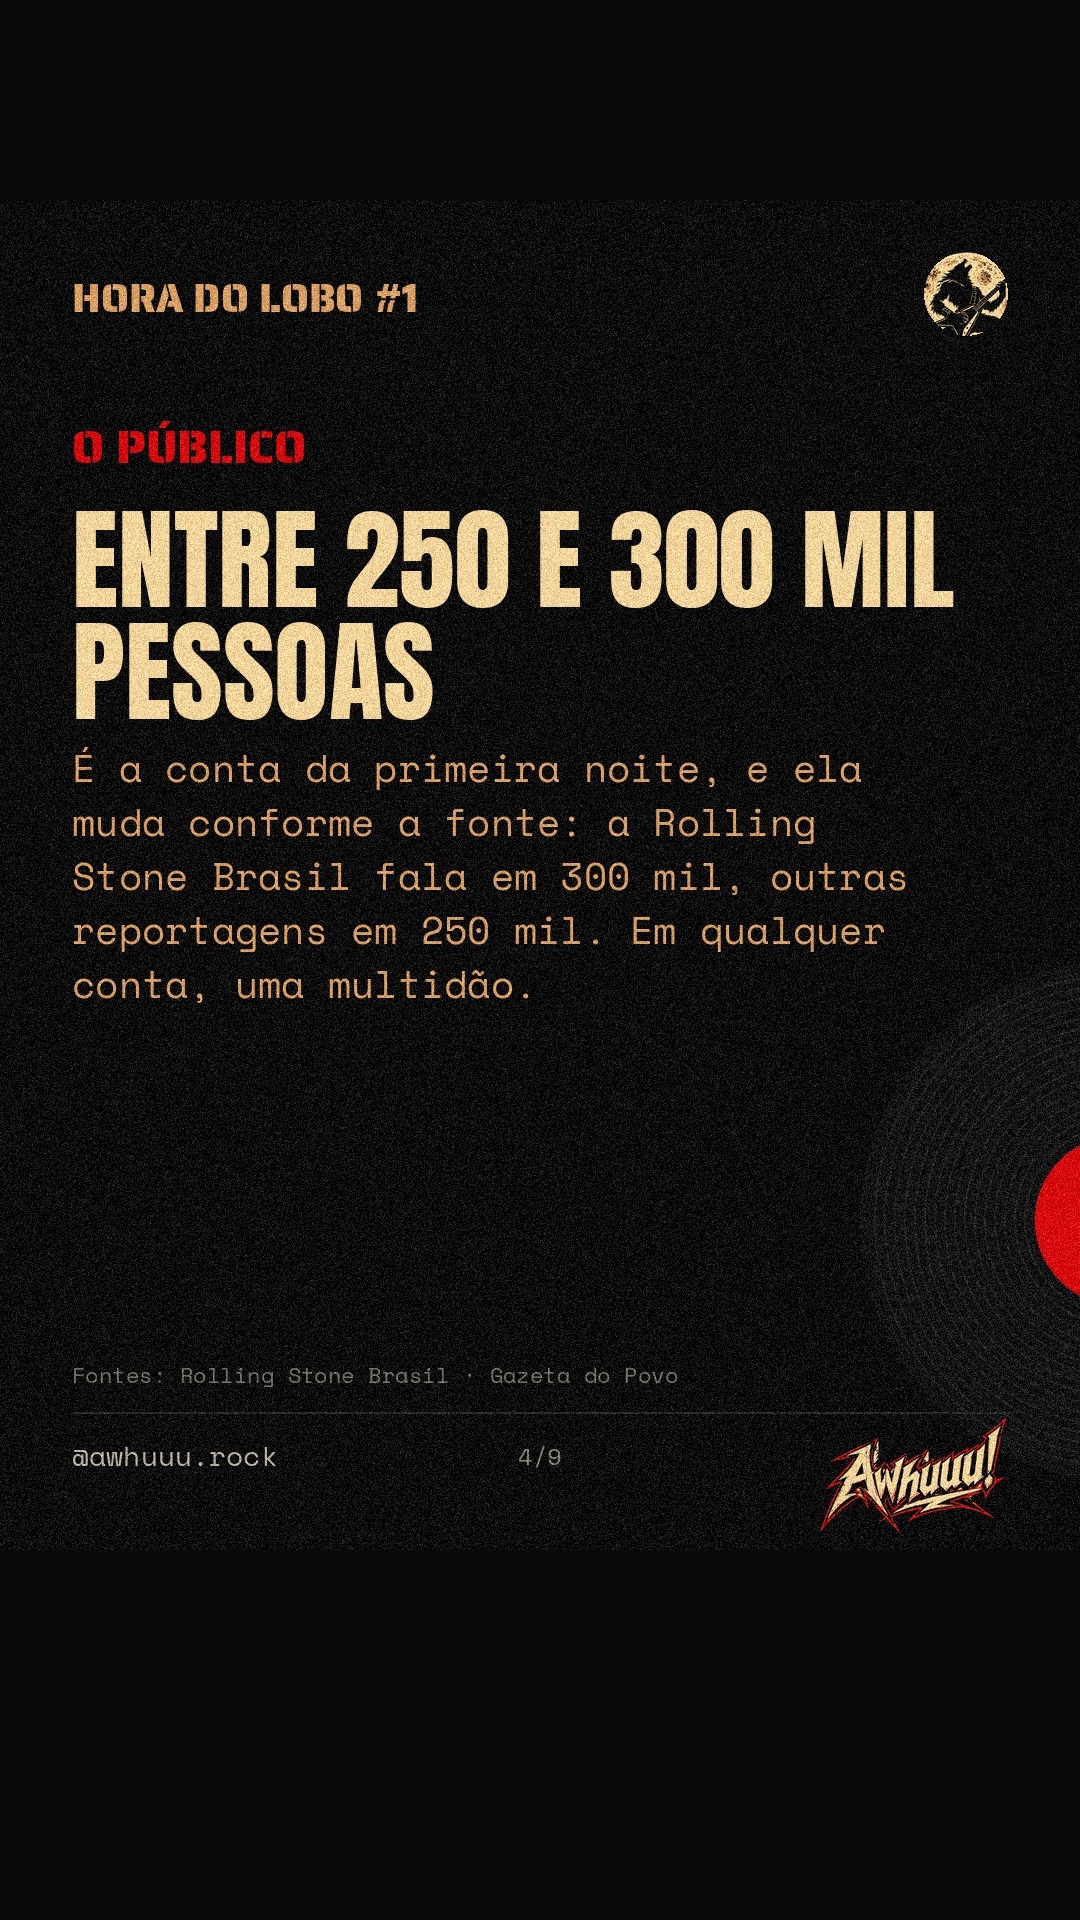 HORA DO LOBO #1
O PÚBLICO
ENTRE 250 E 300 MIL
PESSOAS
É a conta da primeira noite, e ela
muda conforme a fonte: a Rolling
Stone Brasil fala em 300 mil, outras
reportagens em 250 mil. Em qualquer
conta, uma multidão.
Fontes: Rolling Stone Brasil · Gazeta do Povo
@awhuuu.rock
4/9
Awhuuu!